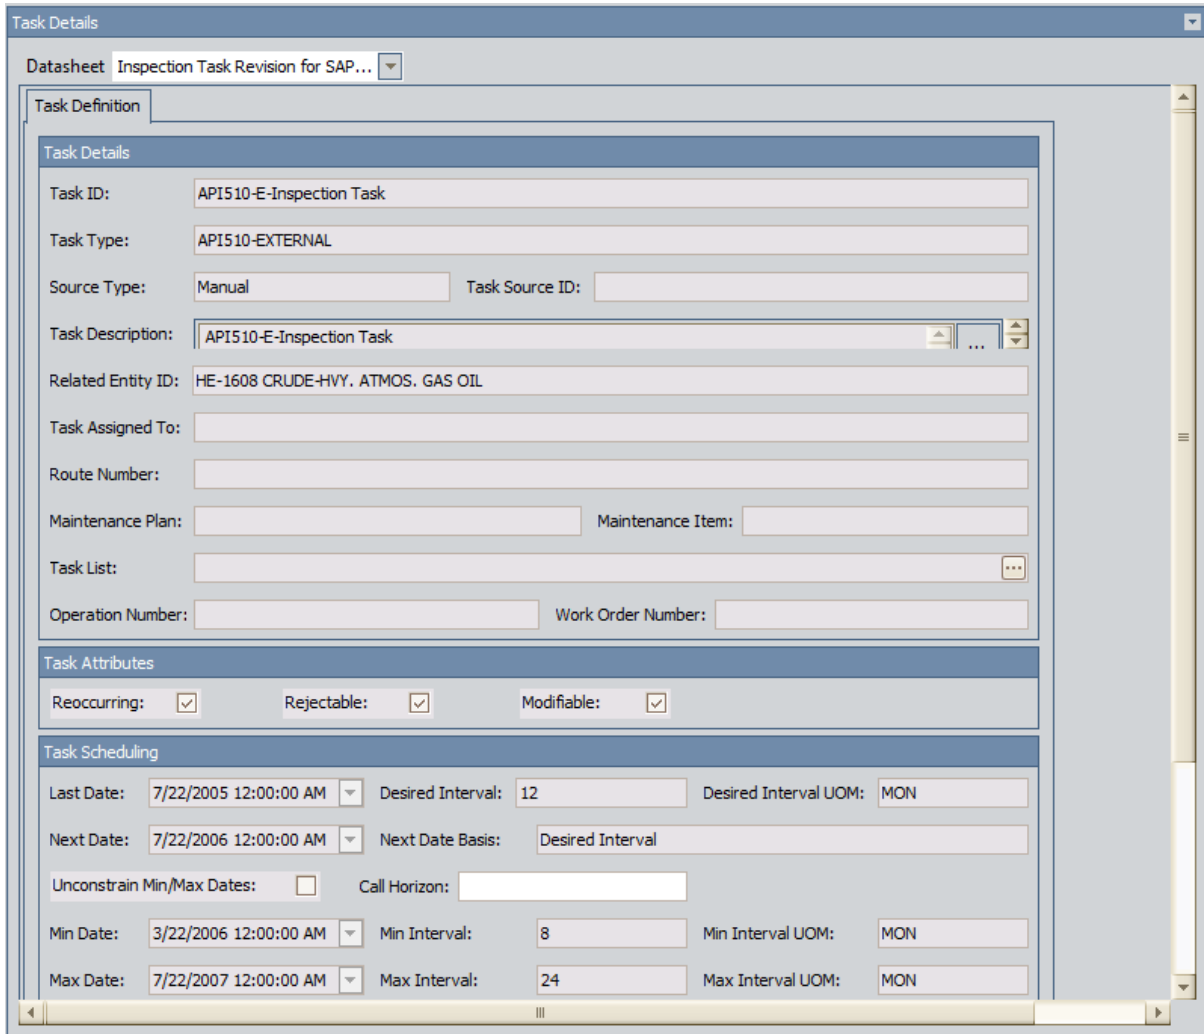 Task Details
Datasheet Inspection Task Revision for SAP...
Task Definition
Task Details
Task ID: API510-E-Inspection Task
Task Type: API510-EXTERNAL
Source Type: Manual Task Source ID:
Task Description: API510-E-Inspection Task ...
Related Entity ID: HE-1608 CRUDE-HVY. ATMOS. GAS OIL
Task Assigned To:
Route Number:
Maintenance Plan: Maintenance Item:
Task List: ...
Operation Number: Work Order Number:
Task Attributes
Reoccurring: Rejectable: Modifiable:
Task Scheduling
Last Date: 7/22/2005 12:00:00 AM Desired Interval: 12 Desired Interval UOM: MON
Next Date: 7/22/2006 12:00:00 AM Next Date Basis: Desired Interval
Unconstrain Min/Max Dates: Call Horizon:
Min Date: 3/22/2006 12:00:00 AM Min Interval: 8 Min Interval UOM: MON
Max Date: 7/22/2007 12:00:00 AM Max Interval: 24 Max Interval UOM: MON